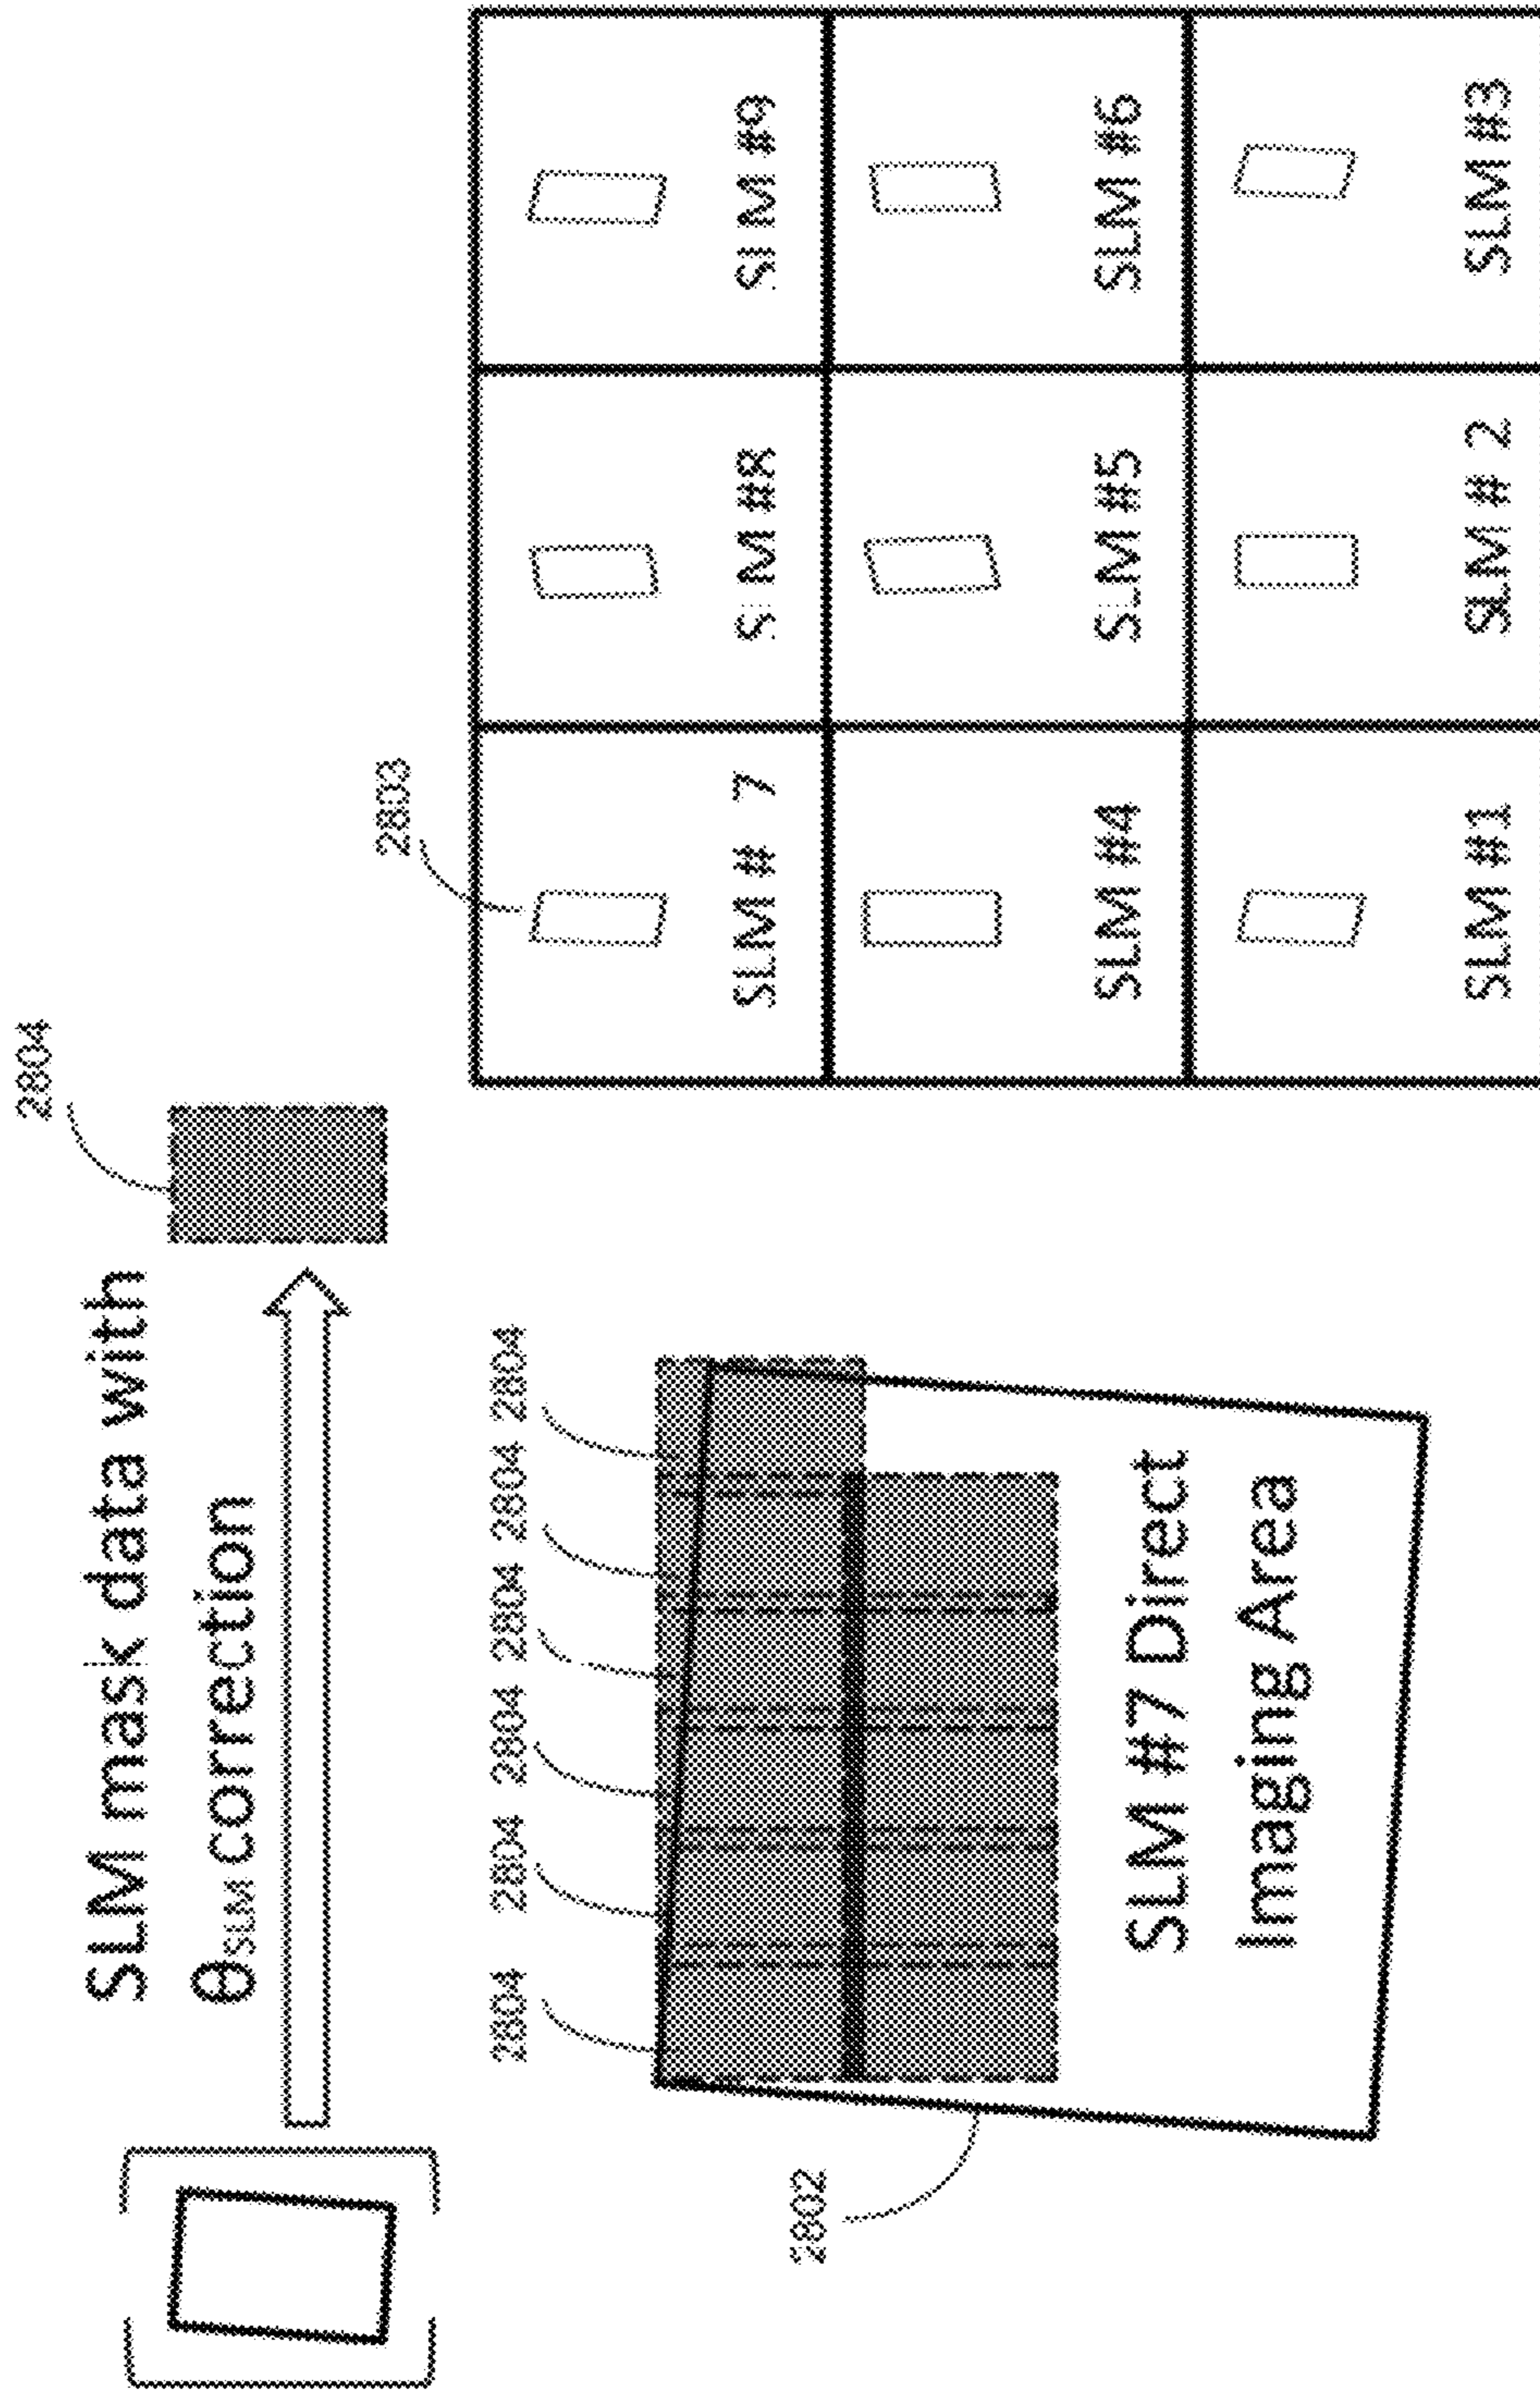 SLM mask data with
θSLM correction
2804
2803
2804 2804 2804 2804 2804 2804
2802
SLM #7 Direct
Imaging Area
SLM # 7 SLM #8 SLM #9
SLM #4 SLM #5 SLM #6
SLM #1 SLM # 2 SLM #3